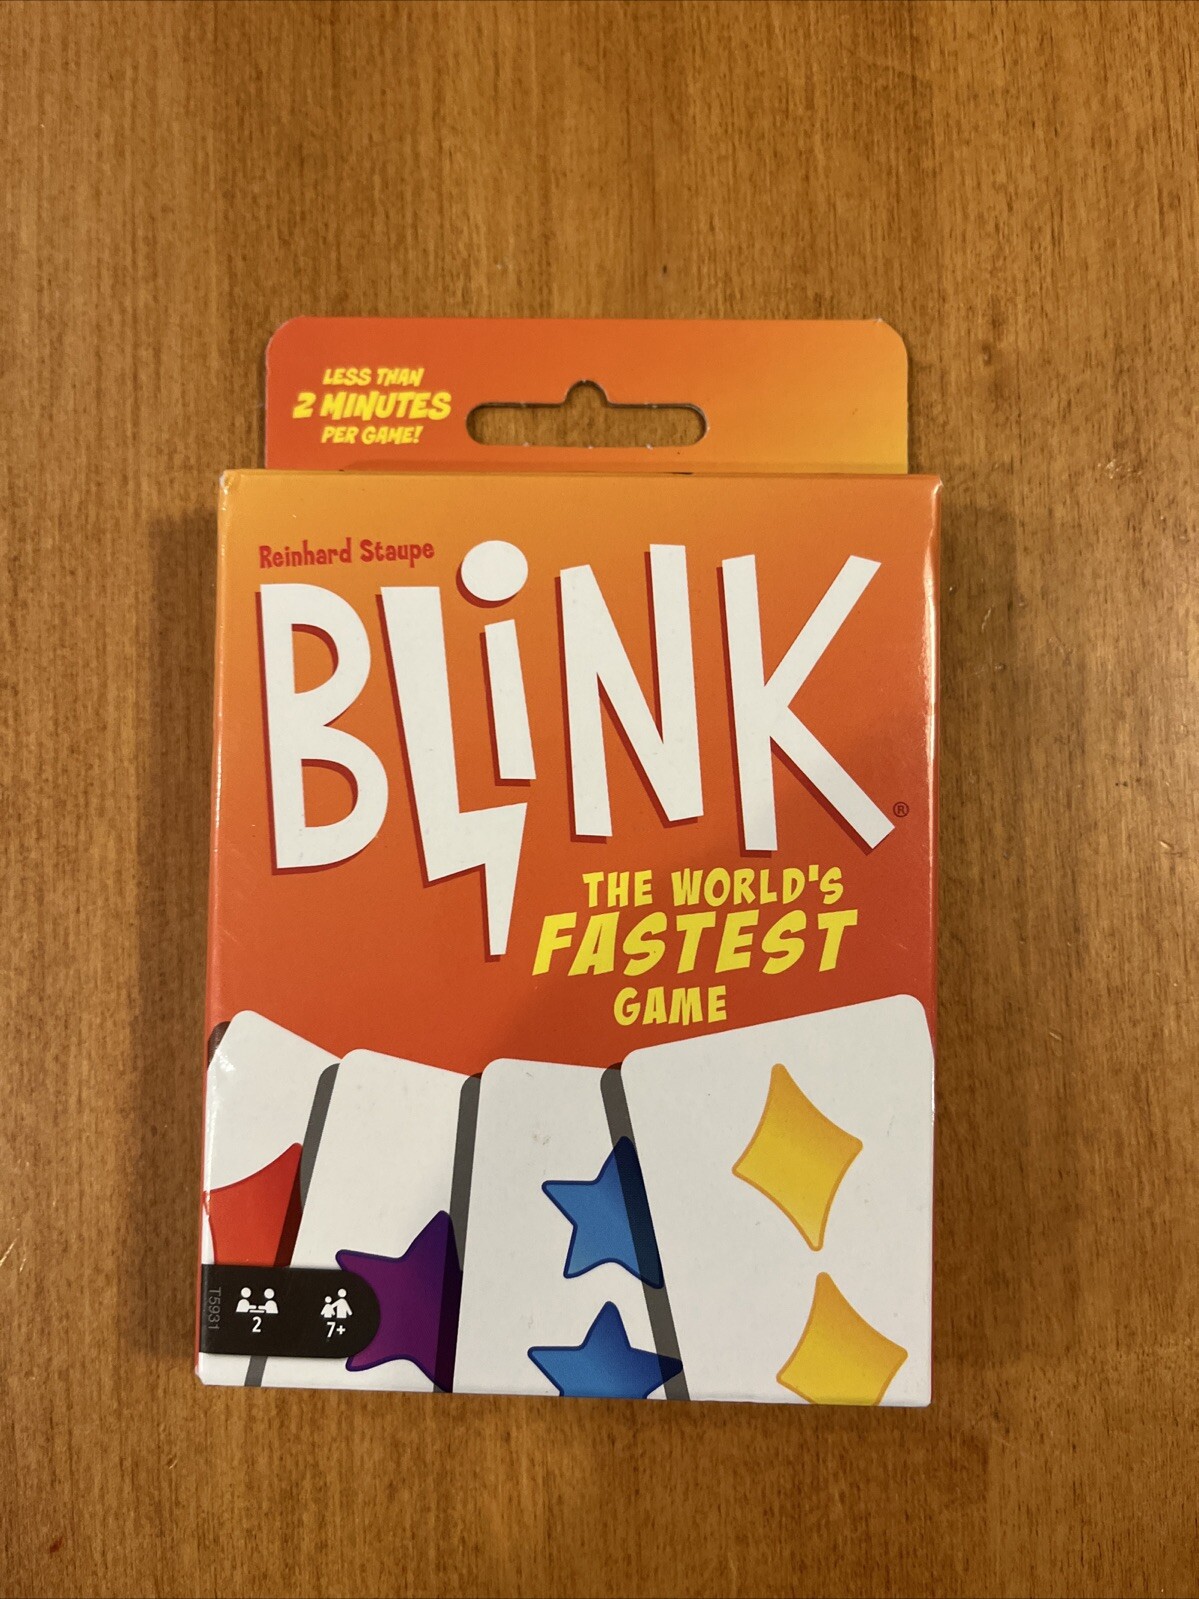 LESS THAN
2 MINUTES
PER GAME!
Reinhard Staupe
BLiNK®
THE WORLD'S
FASTEST
GAME
T5931
2
7+